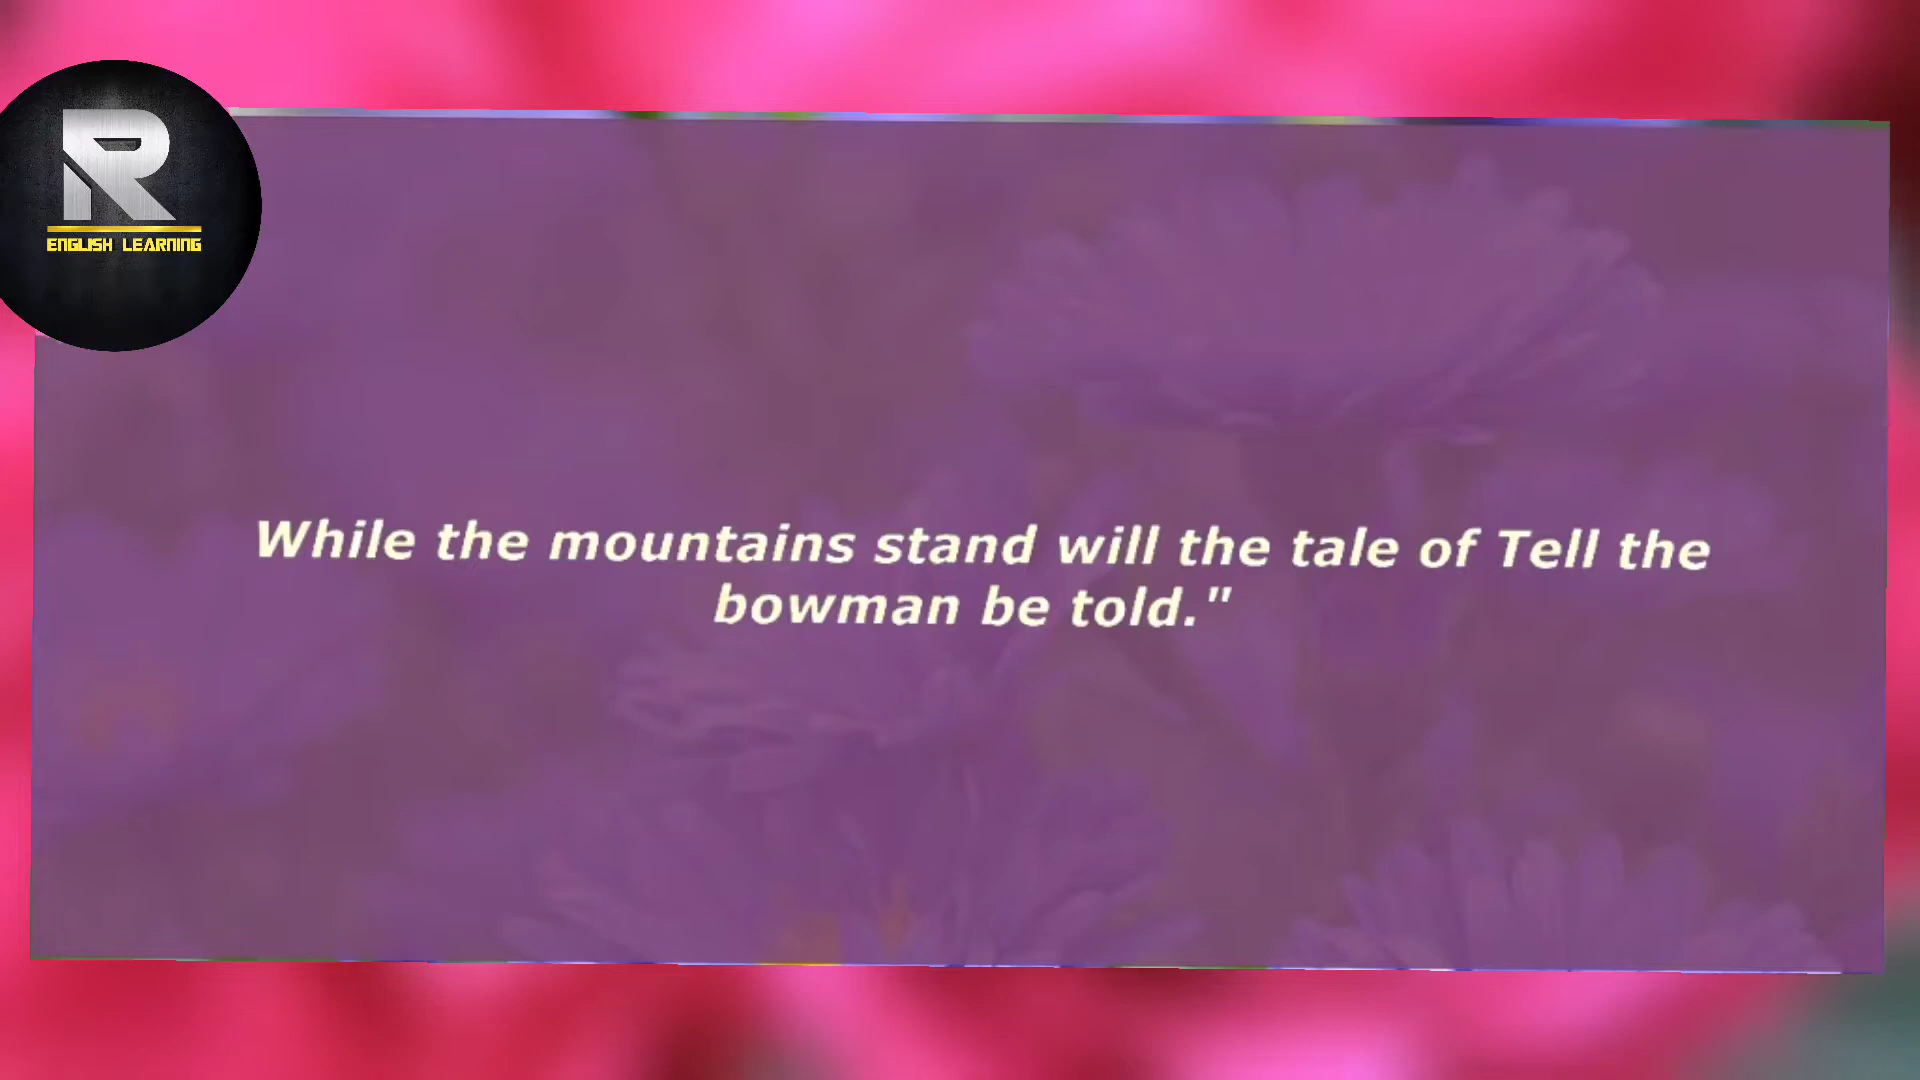 R
ENGLISH LEARNING
While the mountains stand will the tale of Tell the
bowman be told."